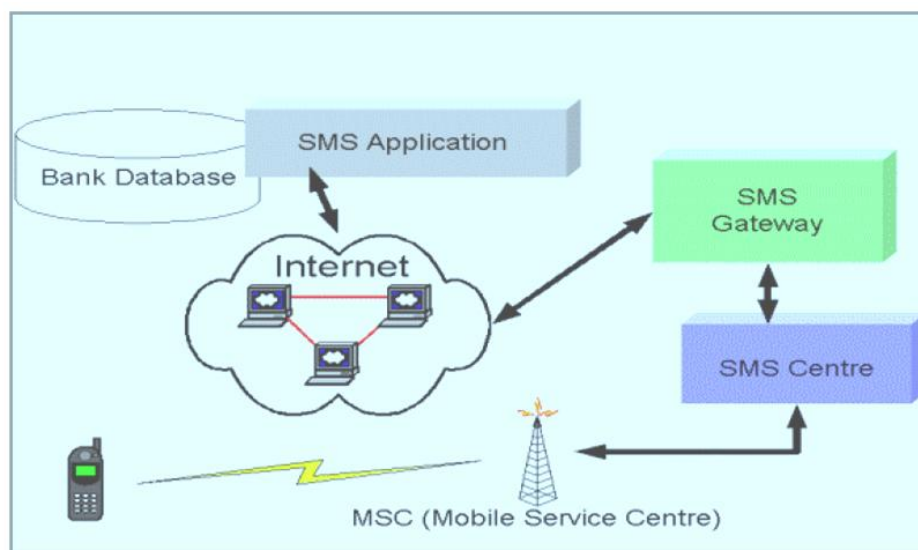 SMS Application
Bank Database
SMS
Gateway
Internet
SMS Centre
MSC (Mobile Service Centre)